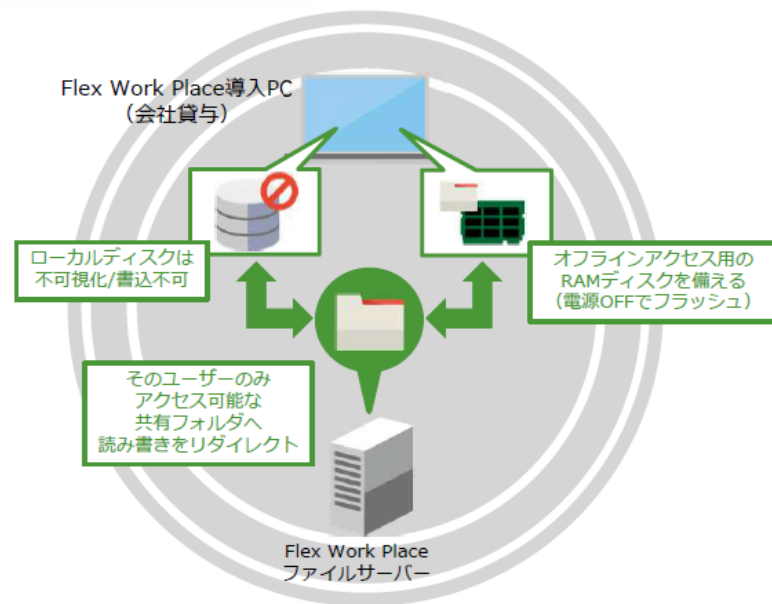 Flex Work Place導入PC
（会社貸与）
ローカルディスクは
不可視化/書込不可
オフラインアクセス用の
RAMディスクを備える
（電源OFFでフラッシュ）
そのユーザーのみ
アクセス可能な
共有フォルダへ
読み書きをリダイレクト
Flex Work Place
ファイルサーバー